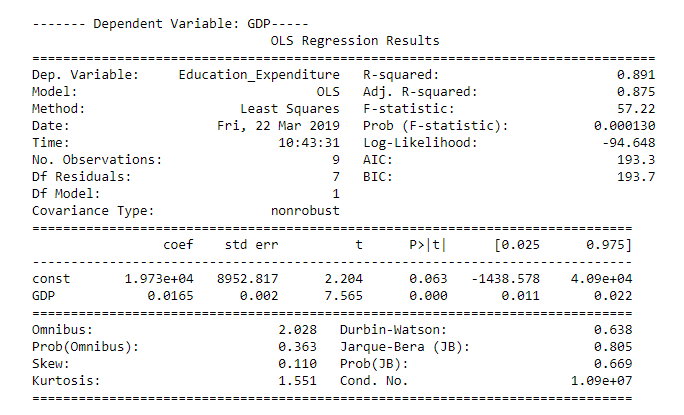 ------- Dependent Variable: GDP-----
OLS Regression Results
==============================================================================
Dep. Variable: Education_Expenditure R-squared: 0.891
Model: OLS Adj. R-squared: 0.875
Method: Least Squares F-statistic: 57.22
Date: Fri, 22 Mar 2019 Prob (F-statistic): 0.000130
Time: 10:43:31 Log-Likelihood: -94.648
No. Observations: 9 AIC: 193.3
Df Residuals: 7 BIC: 193.7
Df Model: 1
Covariance Type: nonrobust
==============================================================================
coef std err t P>|t| [0.025 0.975]
------------------------------------------------------------------------------
const 1.973e+04 8952.817 2.204 0.063 -1438.578 4.09e+04
GDP 0.0165 0.002 7.565 0.000 0.011 0.022
==============================================================================
Omnibus: 2.028 Durbin-Watson: 0.638
Prob(Omnibus): 0.363 Jarque-Bera (JB): 0.805
Skew: 0.110 Prob(JB): 0.669
Kurtosis: 1.551 Cond. No. 1.09e+07
==============================================================================